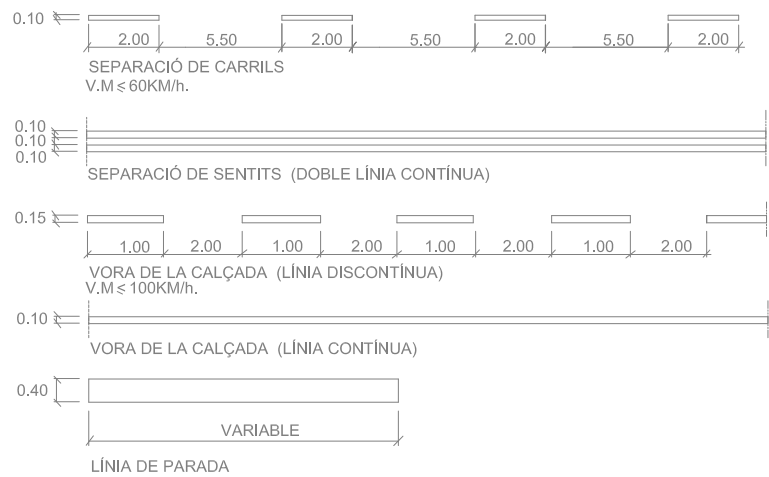 0.10
2.00 5.50 2.00 5.50 2.00 5.50 2.00
SEPARACIÓ DE CARRILS
V.M ≤ 60KM/h.
0.10
0.10
0.10
SEPARACIÓ DE SENTITS (DOBLE LÍNIA CONTÍNUA)
0.15
1.00 2.00 1.00 2.00 1.00 2.00 1.00 2.00
VORA DE LA CALÇADA (LÍNIA DISCONTÍNUA)
V.M ≤ 100KM/h.
0.10
VORA DE LA CALÇADA (LÍNIA CONTÍNUA)
0.40
VARIABLE
LÍNIA DE PARADA